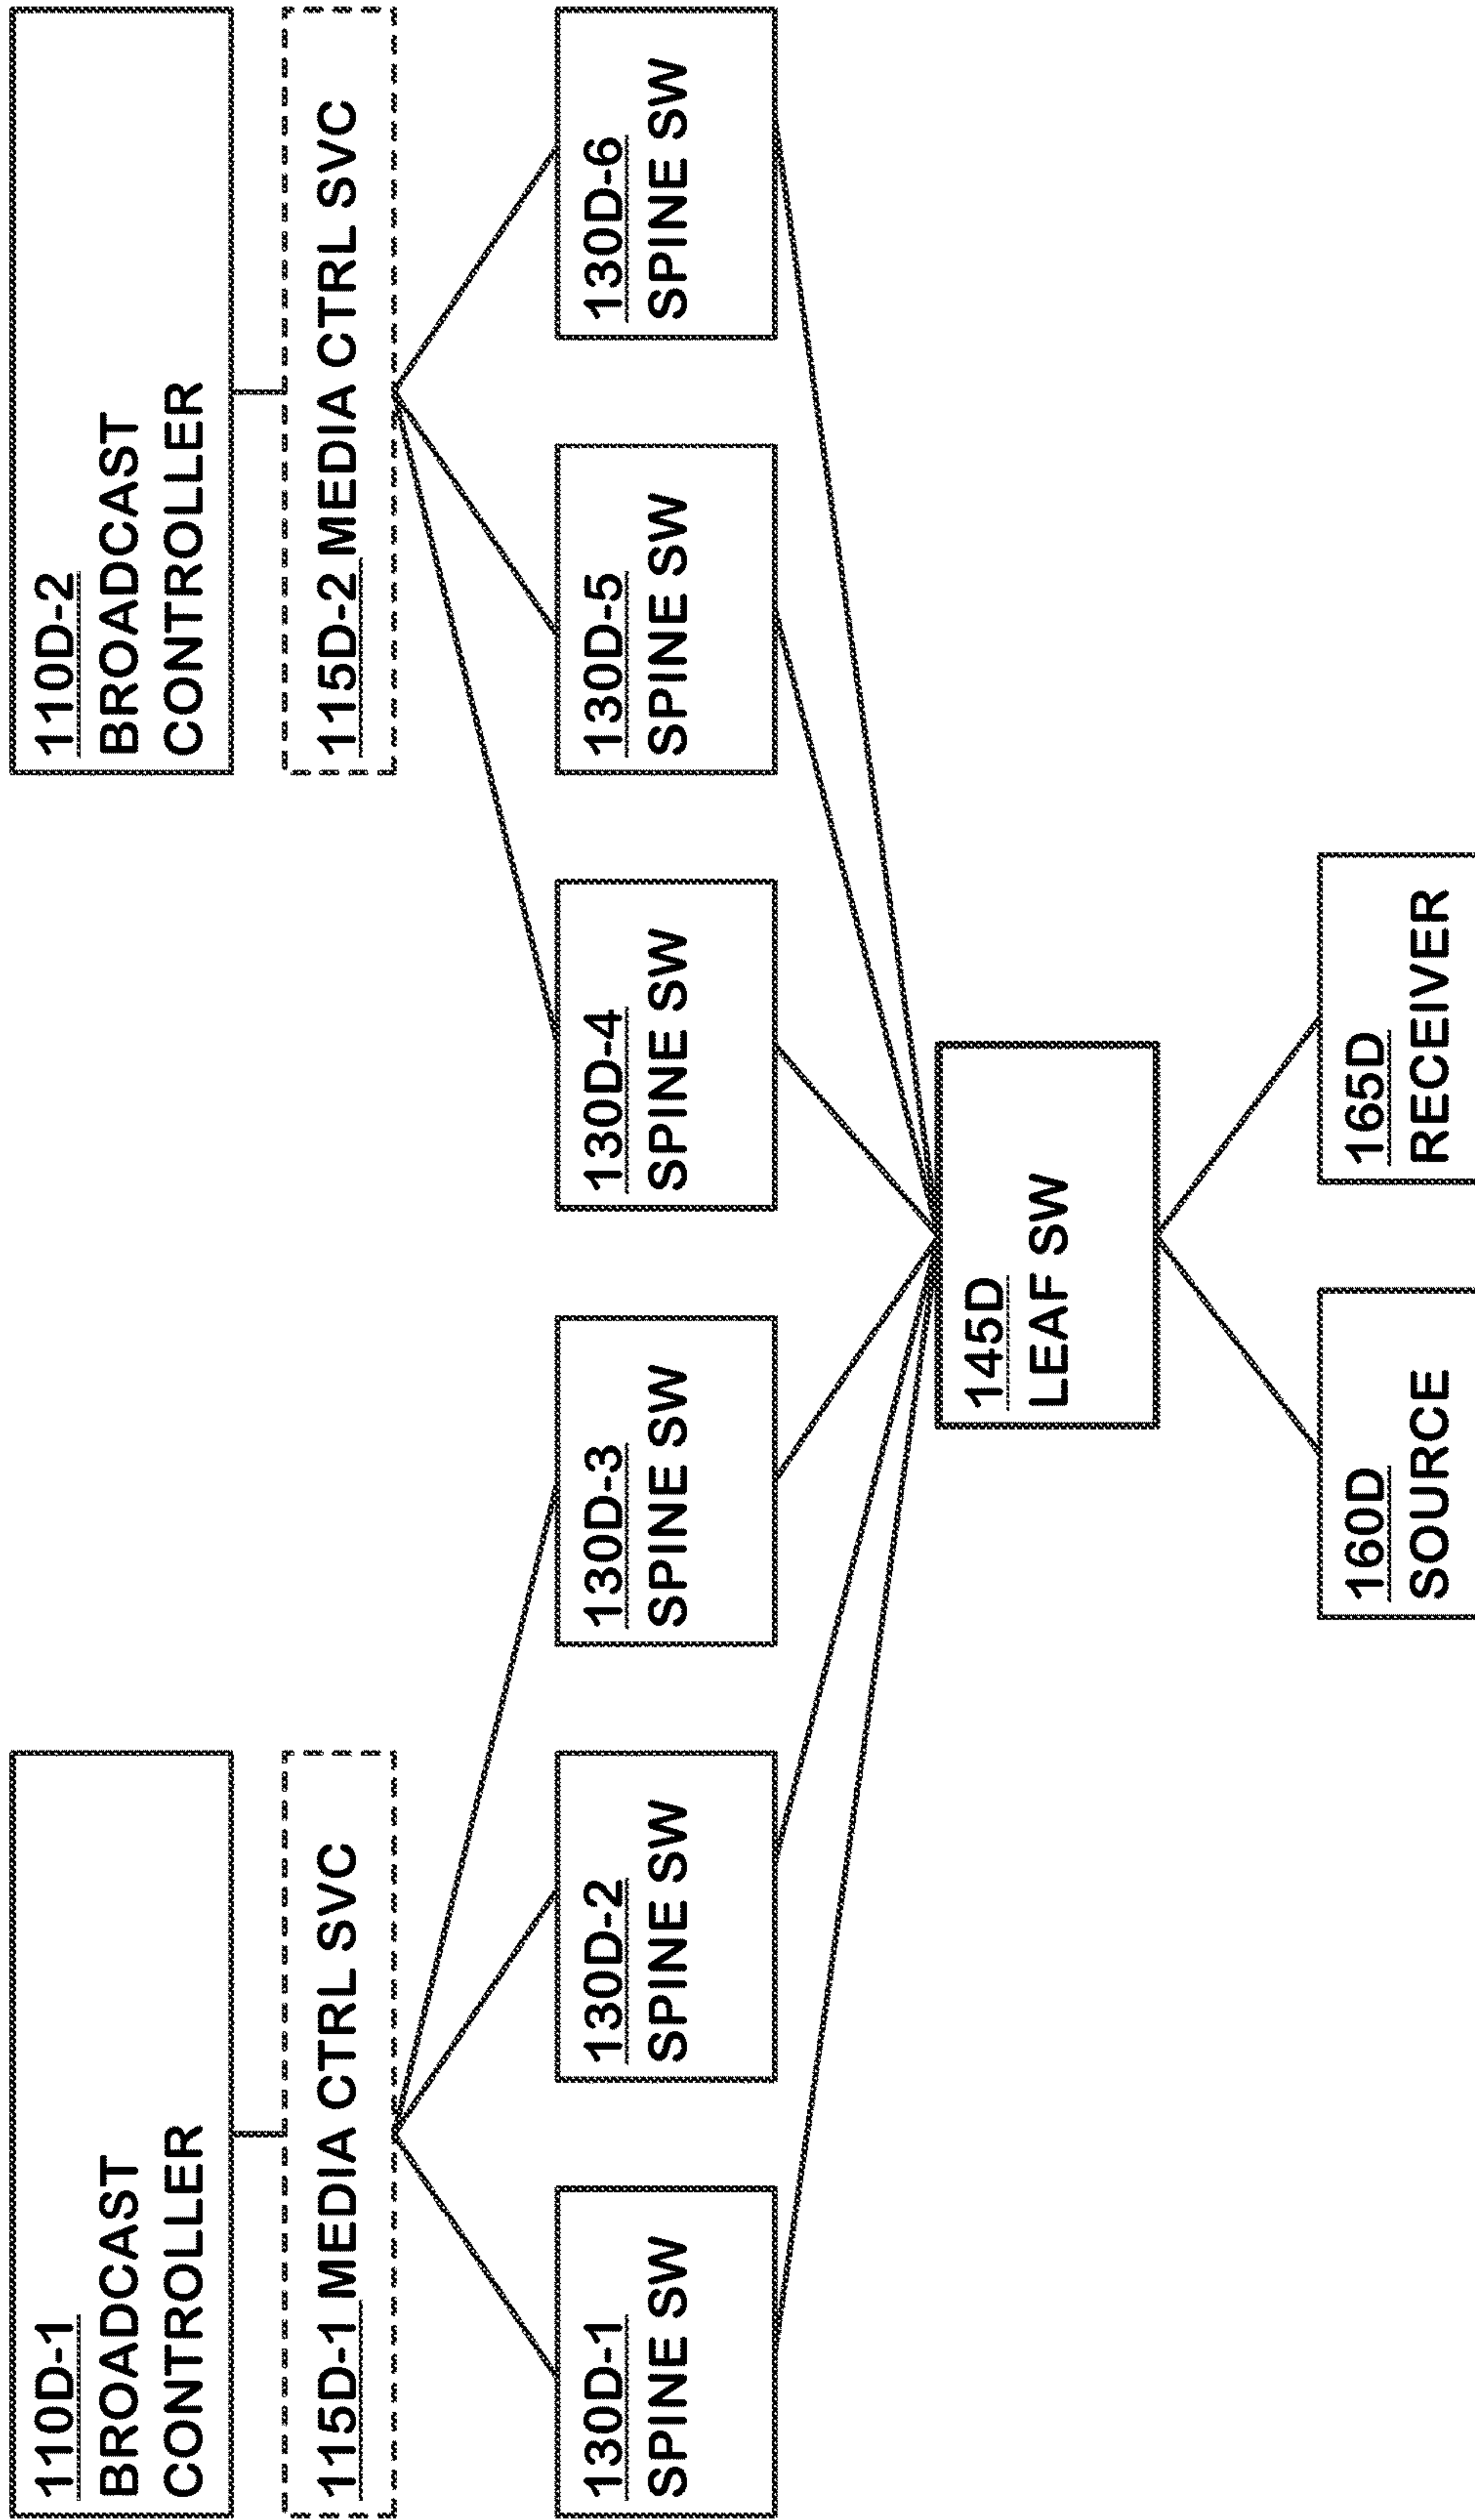 110D-1
BROADCAST
CONTROLLER
110D-2
BROADCAST
CONTROLLER
115D-1 MEDIA CTRL SVC
115D-2 MEDIA CTRL SVC
130D-1
SPINE SW
130D-2
SPINE SW
130D-3
SPINE SW
130D-4
SPINE SW
130D-5
SPINE SW
130D-6
SPINE SW
145D
LEAF SW
160D
SOURCE
165D
RECEIVER